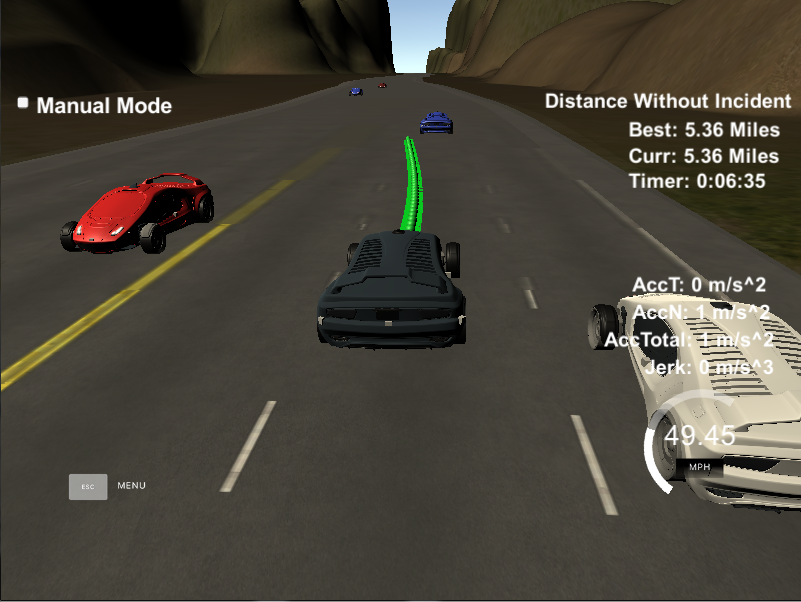 Manual Mode
Distance Without Incident
Best: 5.36 Miles
Curr: 5.36 Miles
Timer: 0:06:35
AccT: 0 m/s^2
AccN: 1 m/s^2
AccTotal: 1 m/s^2
Jerk: 0 m/s^3
49.45
MPH
ESC MENU